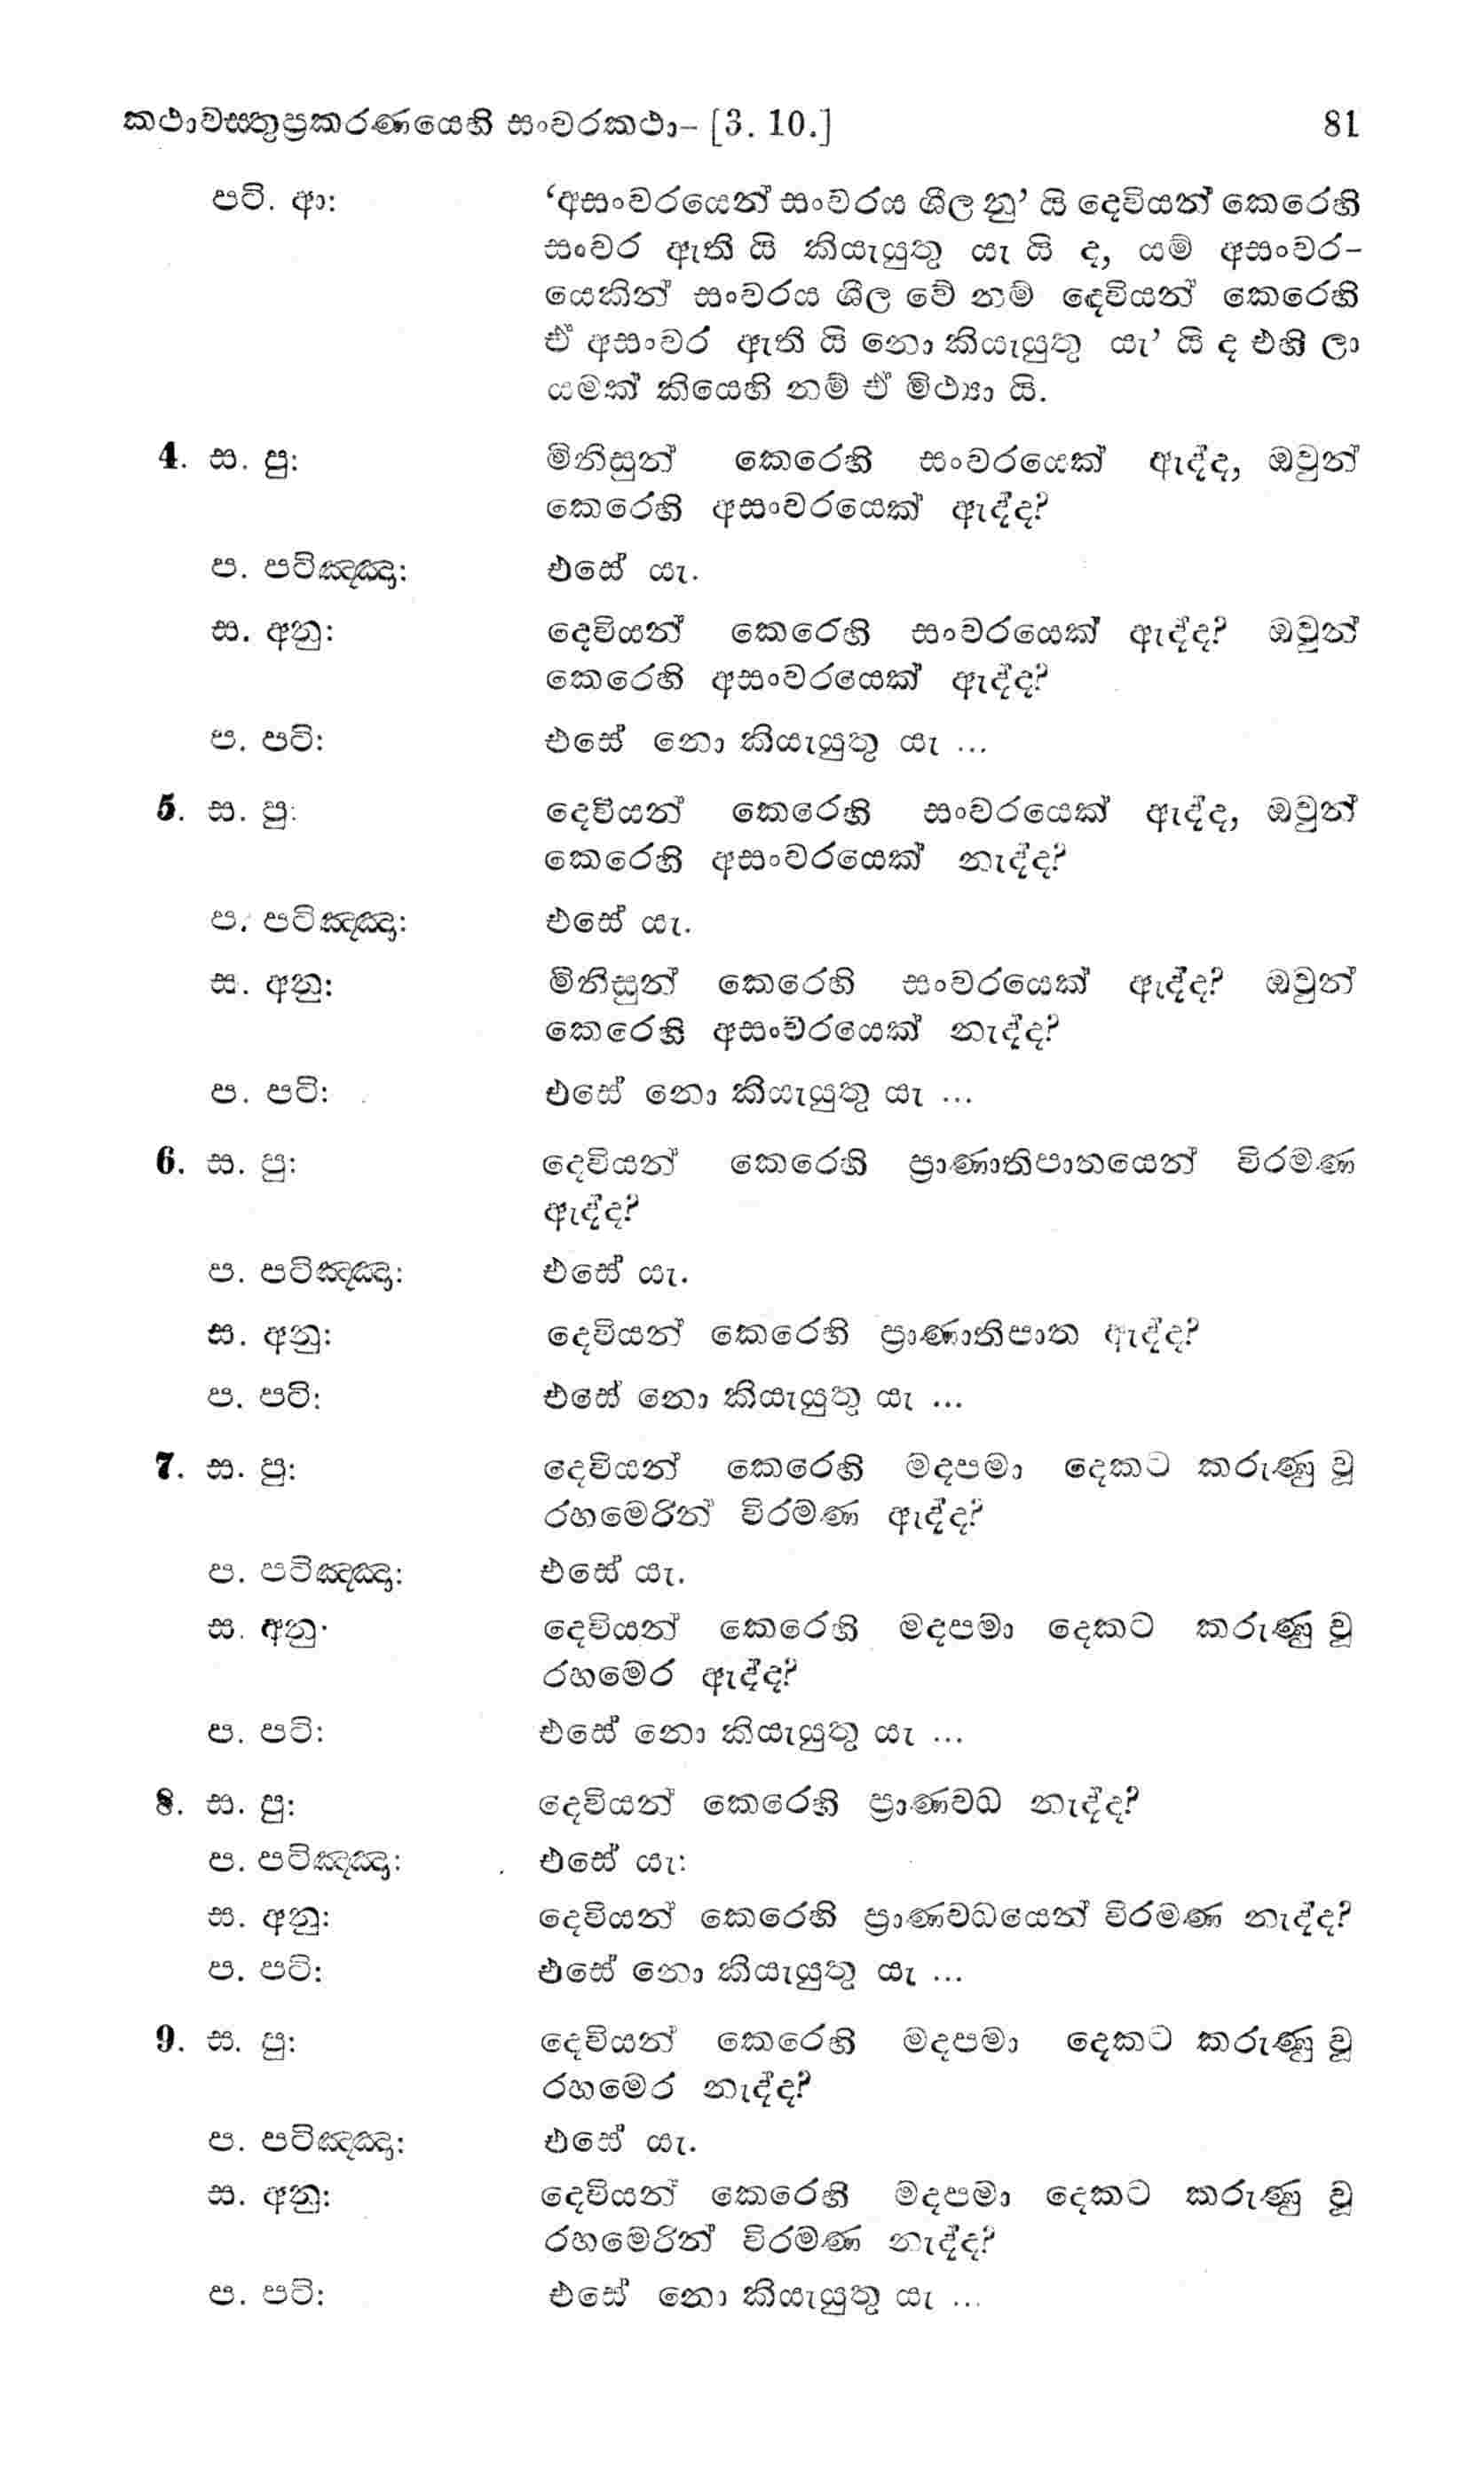 කථාවස්තුප්‍රකරණයෙහි සංවරකථා– [3. 10.] 81
පටි. ආ: ‘අසංවරයෙන් සංවරය ශීල නු’ යි දෙවියන් කෙරෙහි
සංවර ඇති යි කියැයුතු යැ යි ද, යම් අසංවර-
යෙකින් සංවරය ශීල වේ නම් දෙවියන් කෙරෙහි
ඒ අසංවර ඇති යි නො කියැයුතු යැ’ යි ද එහි ලා
යමක් කියෙහි නම් ඒ මිථ්‍යා යි.
4. ස. පු: මිනිසුන් කෙරෙහි සංවරයෙක් ඇද්ද, ඔවුන්
කෙරෙහි අසංවරයෙක් ඇද්ද?
ප. පටිඤ්ඤා: එසේ යැ.
ස. අනු: දෙවියන් කෙරෙහි සංවරයෙක් ඇද්ද? ඔවුන්
කෙරෙහි අසංවරයෙක් ඇද්ද?
ප. පටි: එසේ නො කියැයුතු යැ ...
5. ස. පු: දෙවියන් කෙරෙහි සංවරයෙක් ඇද්ද, ඔවුන්
කෙරෙහි අසංවරයෙක් නැද්ද?
ප. පටිඤ්ඤා: එසේ යැ.
ස. අනු: මිනිසුන් කෙරෙහි සංවරයෙක් ඇද්ද? ඔවුන්
කෙරෙහි අසංවරයෙක් නැද්ද?
ප. පටි: එසේ නො කියැයුතු යැ ...
6. ස. පු: දෙවියන් කෙරෙහි ප්‍රාණාතිපාතයෙන් විරමණ
ඇද්ද?
ප. පටිඤ්ඤා: එසේ යැ.
ස. අනු: දෙවියන් කෙරෙහි ප්‍රාණාතිපාත ඇද්ද?
ප. පටි: එසේ නො කියැයුතු යැ ...
7. ස. පු: දෙවියන් කෙරෙහි මදපමා දෙකට කරුණු වූ
රහමෙරින් විරමණ ඇද්ද?
ප. පටිඤ්ඤා: එසේ යැ.
ස. අනු· දෙවියන් කෙරෙහි මදපමා දෙකට කරුණු වූ
රහමෙර ඇද්ද?
ප. පටි: එසේ නො කියැයුතු යැ ...
8. ස. පු: දෙවියන් කෙරෙහි ප්‍රාණවධ නැද්ද?
ප. පටිඤ්ඤා: එසේ යැ:
ස. අනු: දෙවියන් කෙරෙහි ප්‍රාණවධයෙන් විරමණ නැද්ද?
ප. පටි: එසේ නො කියැයුතු යැ ...
9. ස. පු: දෙවියන් කෙරෙහි මදපමා දෙකට කරුණු වූ
රහමෙර නැද්ද?
ප. පටිඤ්ඤා: එසේ යැ.
ස. අනු: දෙවියන් කෙරෙහි මදපමා දෙකට කරුණු වූ
රහමෙරින් විරමණ නැද්ද?
ප. පටි: එසේ නො කියැයුතු යැ ...